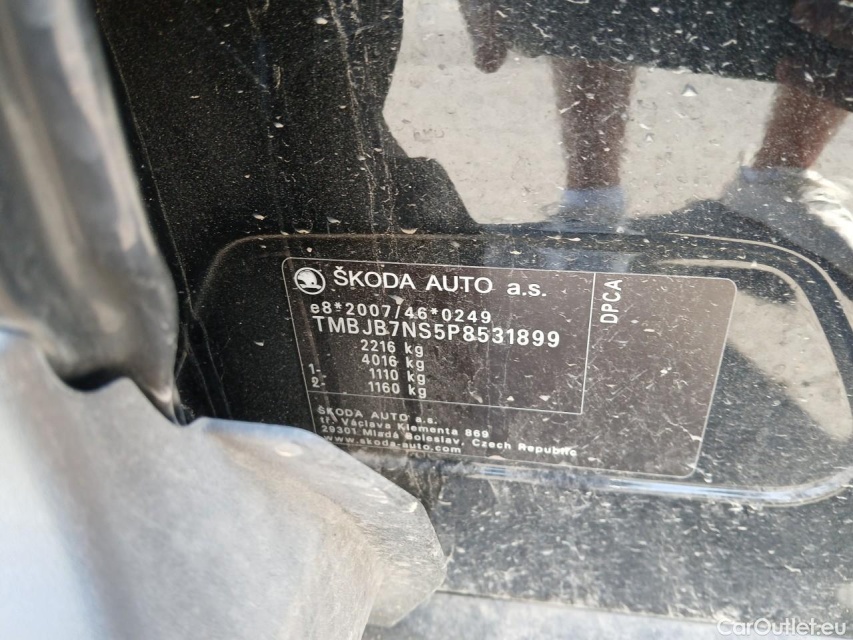 ŠKODA AUTO a.s.
e8*2007/46*0249
TMBJB7NS5P8531899
2216 kg
4016 kg
1- 1110 kg
2- 1160 kg
DPCA
ŠKODA AUTO a.s.
tř. Václava Klementa 869
29301 Mladá Boleslav, Czech Republic
www.skoda-auto.com
CarOutlet.eu